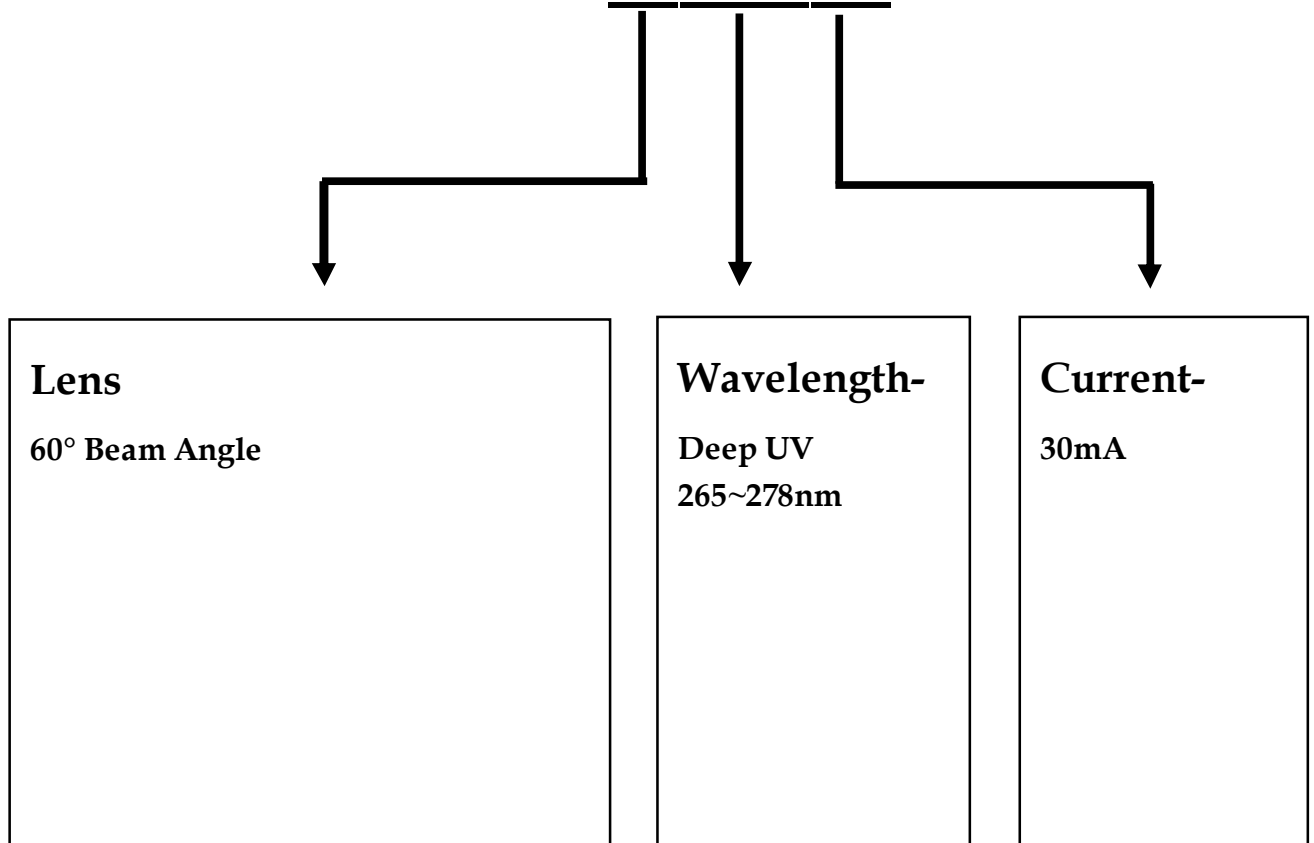 Lens
60° Beam Angle
Wavelength-
Deep UV
265~278nm
Current-
30mA